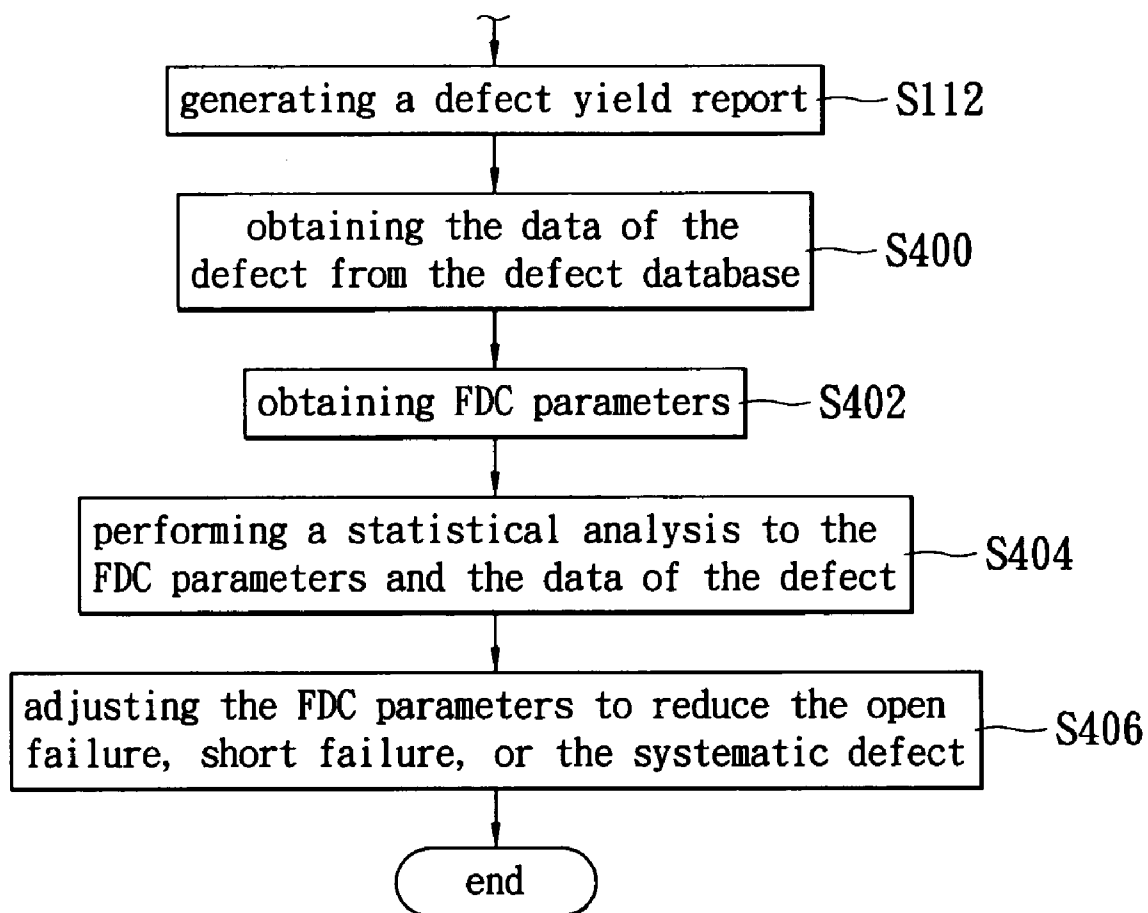 generating a defect yield report S112
obtaining the data of the
defect from the defect database S400
obtaining FDC parameters S402
performing a statistical analysis to the
FDC parameters and the data of the defect S404
adjusting the FDC parameters to reduce the open
failure, short failure, or the systematic defect S406
end